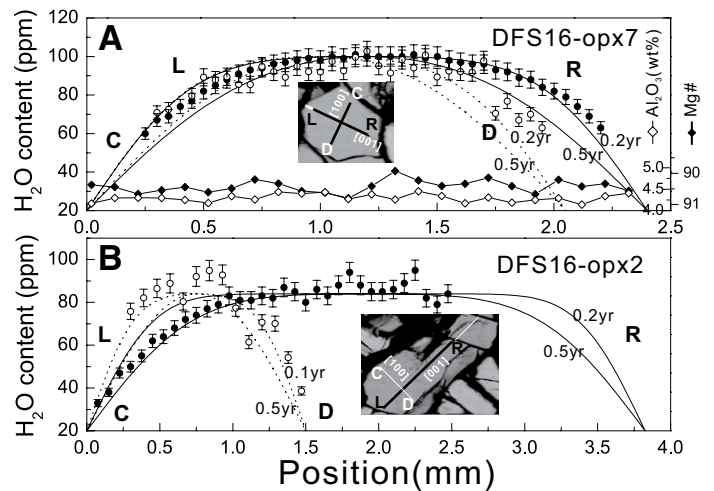 A
DFS16-opx7
H2O content (ppm)
120
100
80
60
40
20
L
C
R
D
C
[100]
L
R
D
[001]
0.2yr
0.5yr
0.2yr
0.5yr
5.0
4.5
4.0
90
91
Al2O3(wt%)
Mg#
0.0 0.5 1.0 1.5 2.0 2.5
B
DFS16-opx2
H2O content (ppm)
100
80
60
40
20
L
C
D
R
0.1yr
0.5yr
0.2yr
0.5yr
[100]
C
[001]
R
L
D
0.0 0.5 1.0 1.5 2.0 2.5 3.0 3.5 4.0
Position(mm)